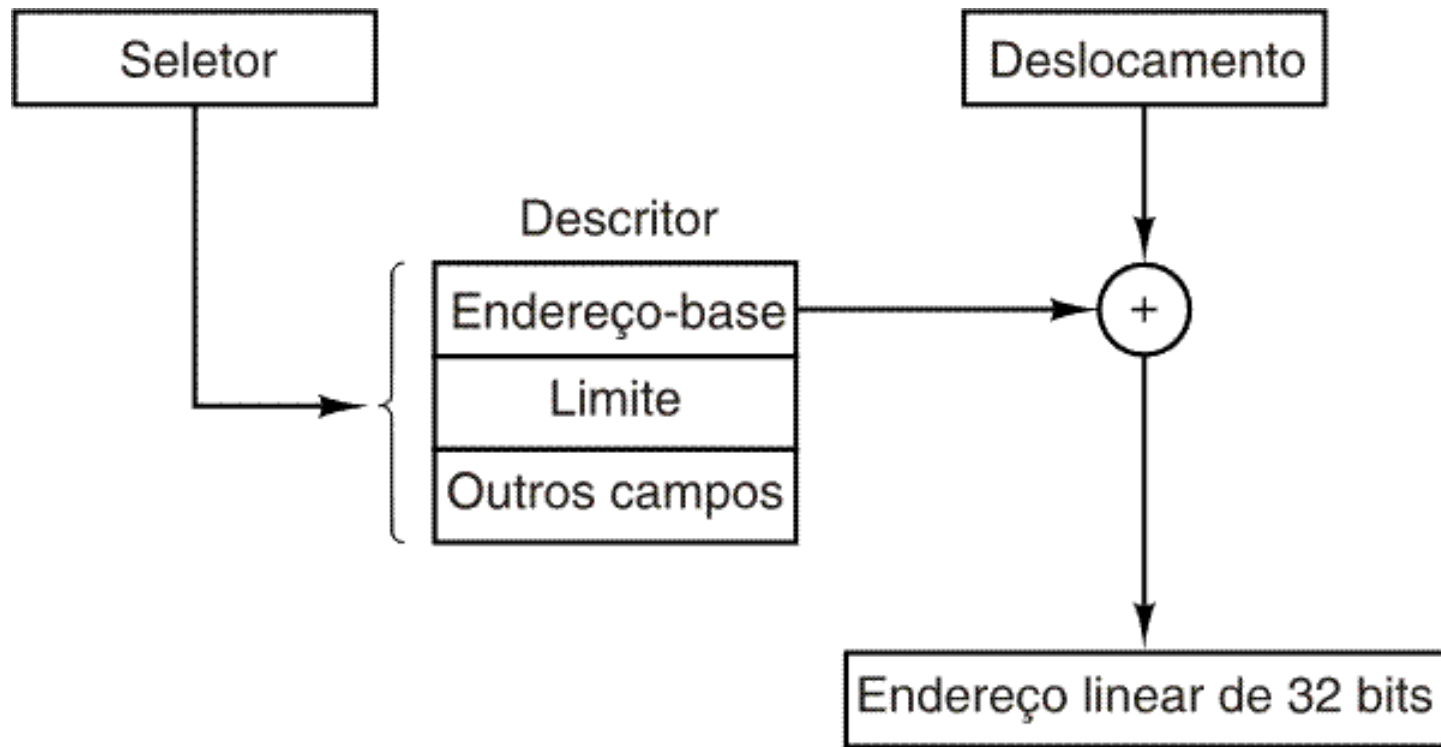 Seletor
Deslocamento
Descritor
Endereço-base
+
Limite
Outros campos
Endereço linear de 32 bits